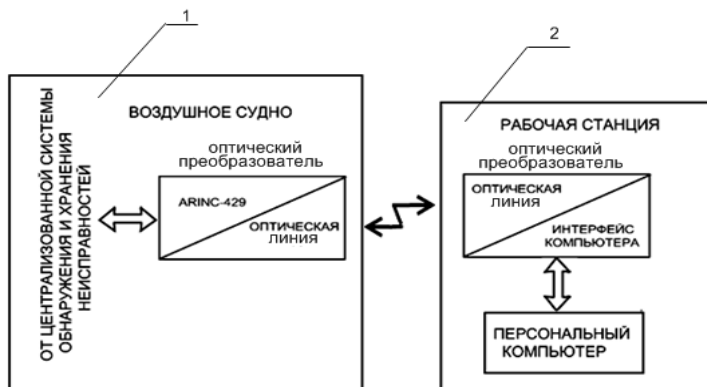 1
2
ВОЗДУШНОЕ СУДНО
ОТ ЦЕНТРАЛИЗОВАННОЙ СИСТЕМЫ
ОБНАРУЖЕНИЯ И ХРАНЕНИЯ
НЕИСПРАВНОСТЕЙ
оптический
преобразователь
ARINC-429
ОПТИЧЕСКАЯ
линия
РАБОЧАЯ СТАНЦИЯ
оптический
преобразователь
ОПТИЧЕСКАЯ
линия
ИНТЕРФЕЙС
КОМПЬЮТЕРА
ПЕРСОНАЛЬНЫЙ
КОМПЬЮТЕР